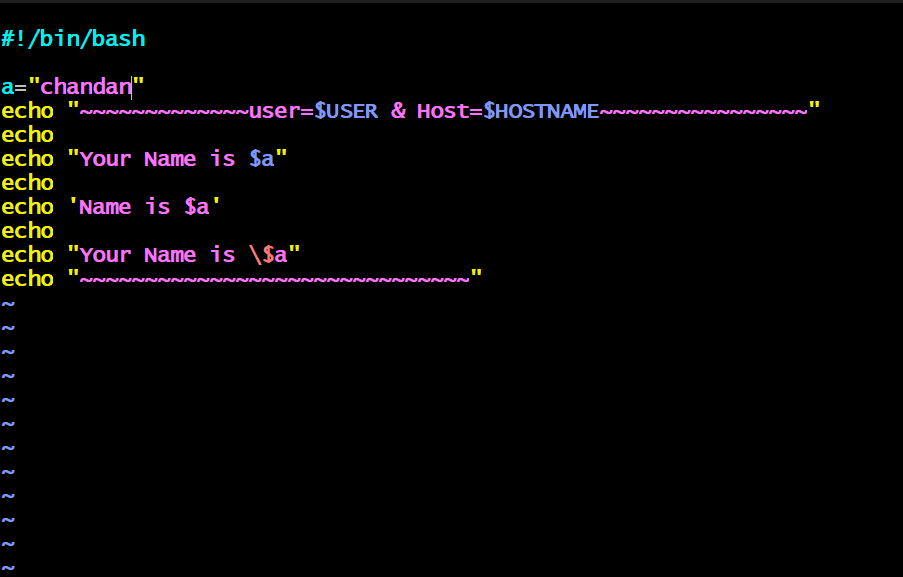 #!/bin/bash
a="chandan"
echo "~~~~~~~~~~~~~user=$USER & Host=$HOSTNAME~~~~~~~~~~~~~~~~"
echo
echo "Your Name is $a"
echo
echo 'Name is $a'
echo
echo "Your Name is \$a"
echo "~~~~~~~~~~~~~~~~~~~~~~~~~~~~~~"
~
~
~
~
~
~
~
~
~
~
~
~